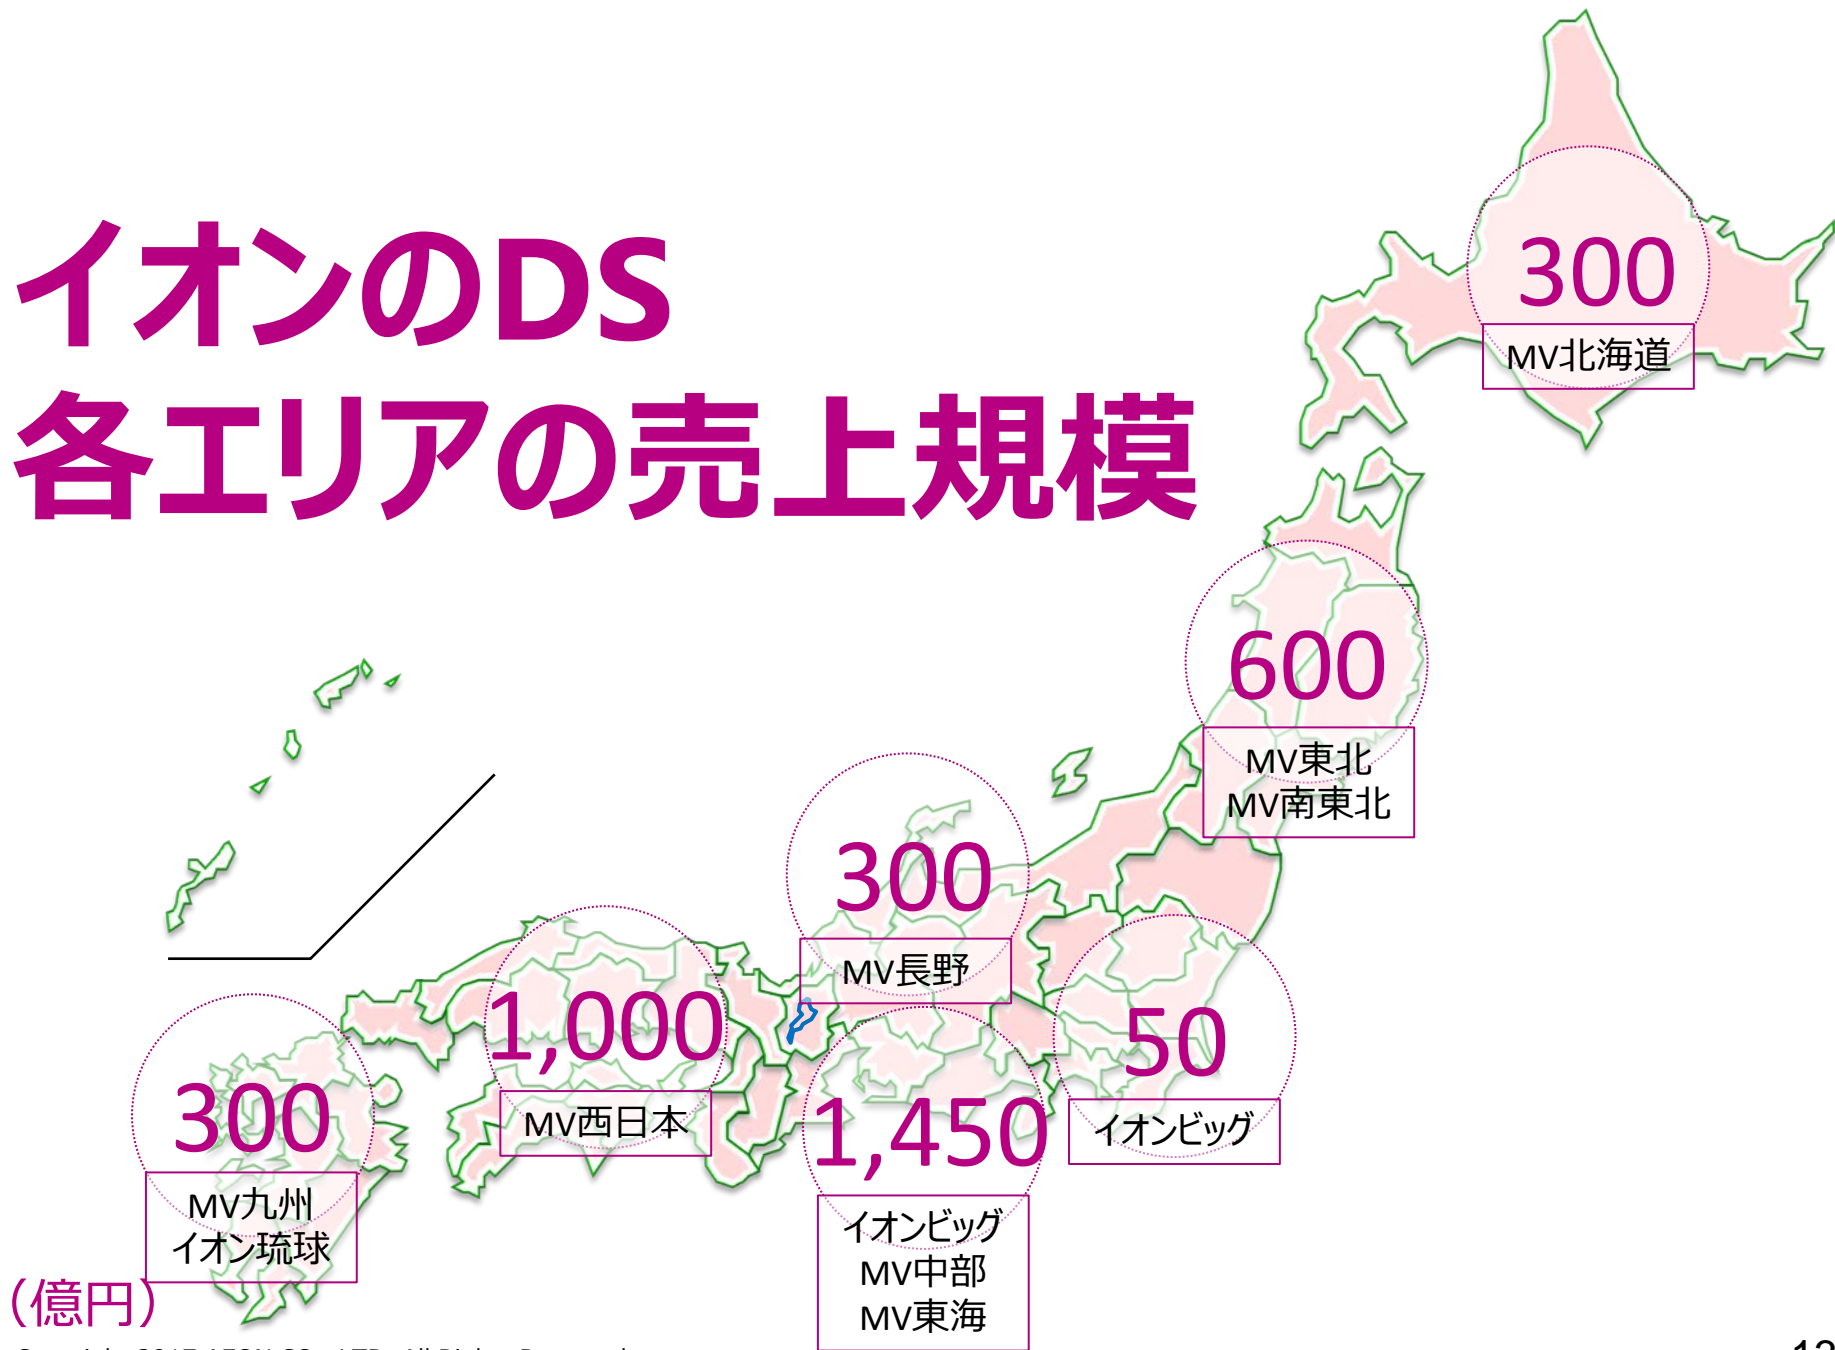 イオンのDS
各エリアの売上規模
300
MV北海道
600
MV東北
MV南東北
300
MV長野
1,000
MV西日本
50
イオンビッグ
300
MV九州
イオン琉球
1,450
イオンビッグ
MV中部
MV東海
（億円）